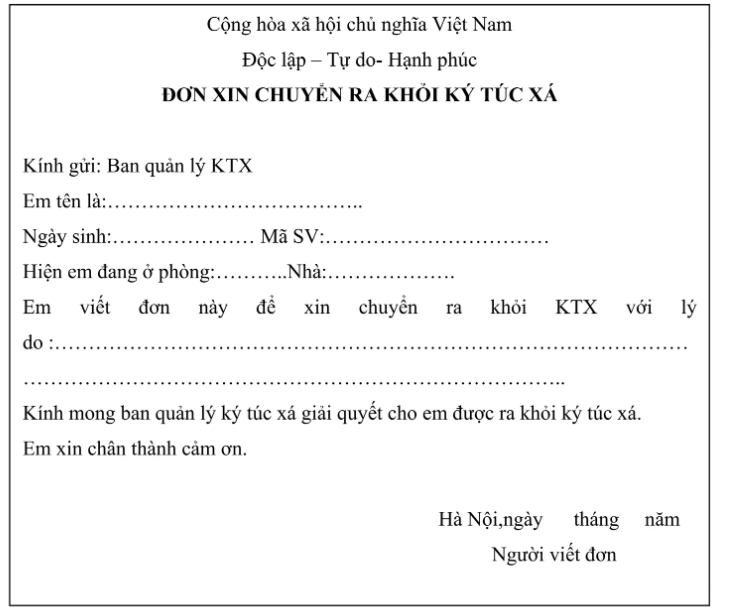 Cộng hòa xã hội chủ nghĩa Việt Nam
Độc lập – Tự do- Hạnh phúc
ĐƠN XIN CHUYỂN RA KHỎI KÝ TÚC XÁ
Kính gửi: Ban quản lý KTX
Em tên là:…………………………………..
Ngày sinh:………………… Mã SV:……………………………
Hiện em đang ở phòng:………..Nhà:……………….
Em viết đơn này để xin chuyển ra khỏi KTX với lý
do :…………………………………………………………………………………
……………………………………………………………………..
Kính mong ban quản lý ký túc xá giải quyết cho em được ra khỏi ký túc xá.
Em xin chân thành cảm ơn.
Hà Nội,ngày tháng năm
Người viết đơn